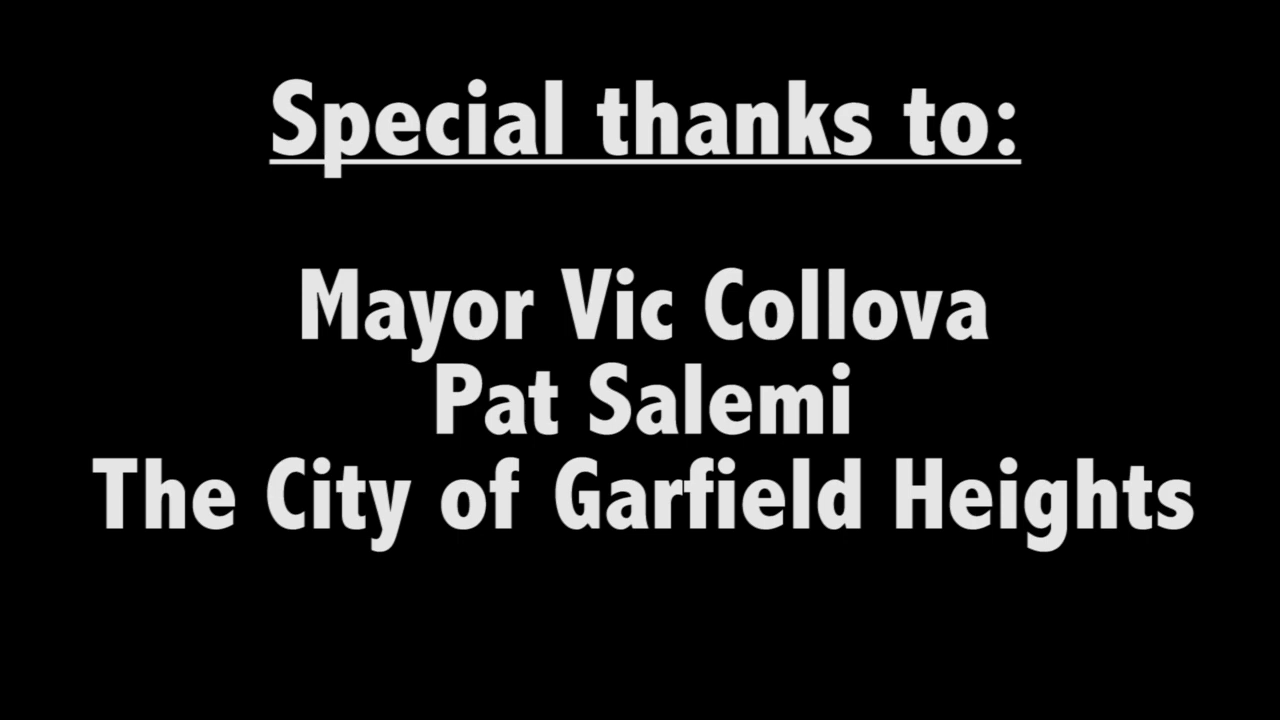 Special thanks to:
Mayor Vic Collova
Pat Salemi
The City of Garfield Heights